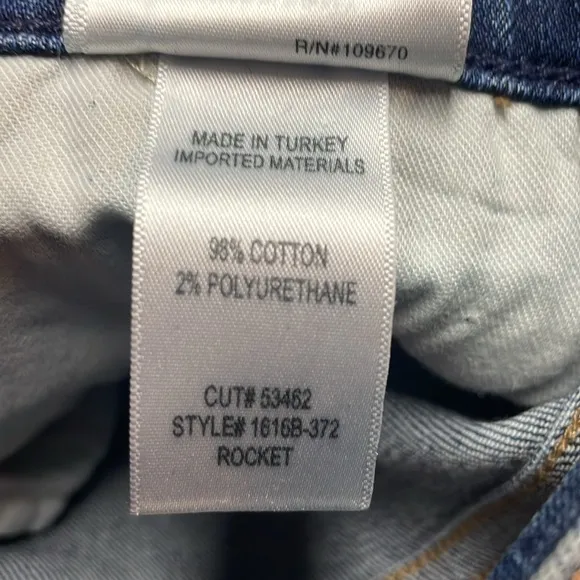 R/N#109670
MADE IN TURKEY
IMPORTED MATERIALS
98% COTTON
2% POLYURETHANE
CUT# 53462
STYLE# 1616B-372
ROCKET